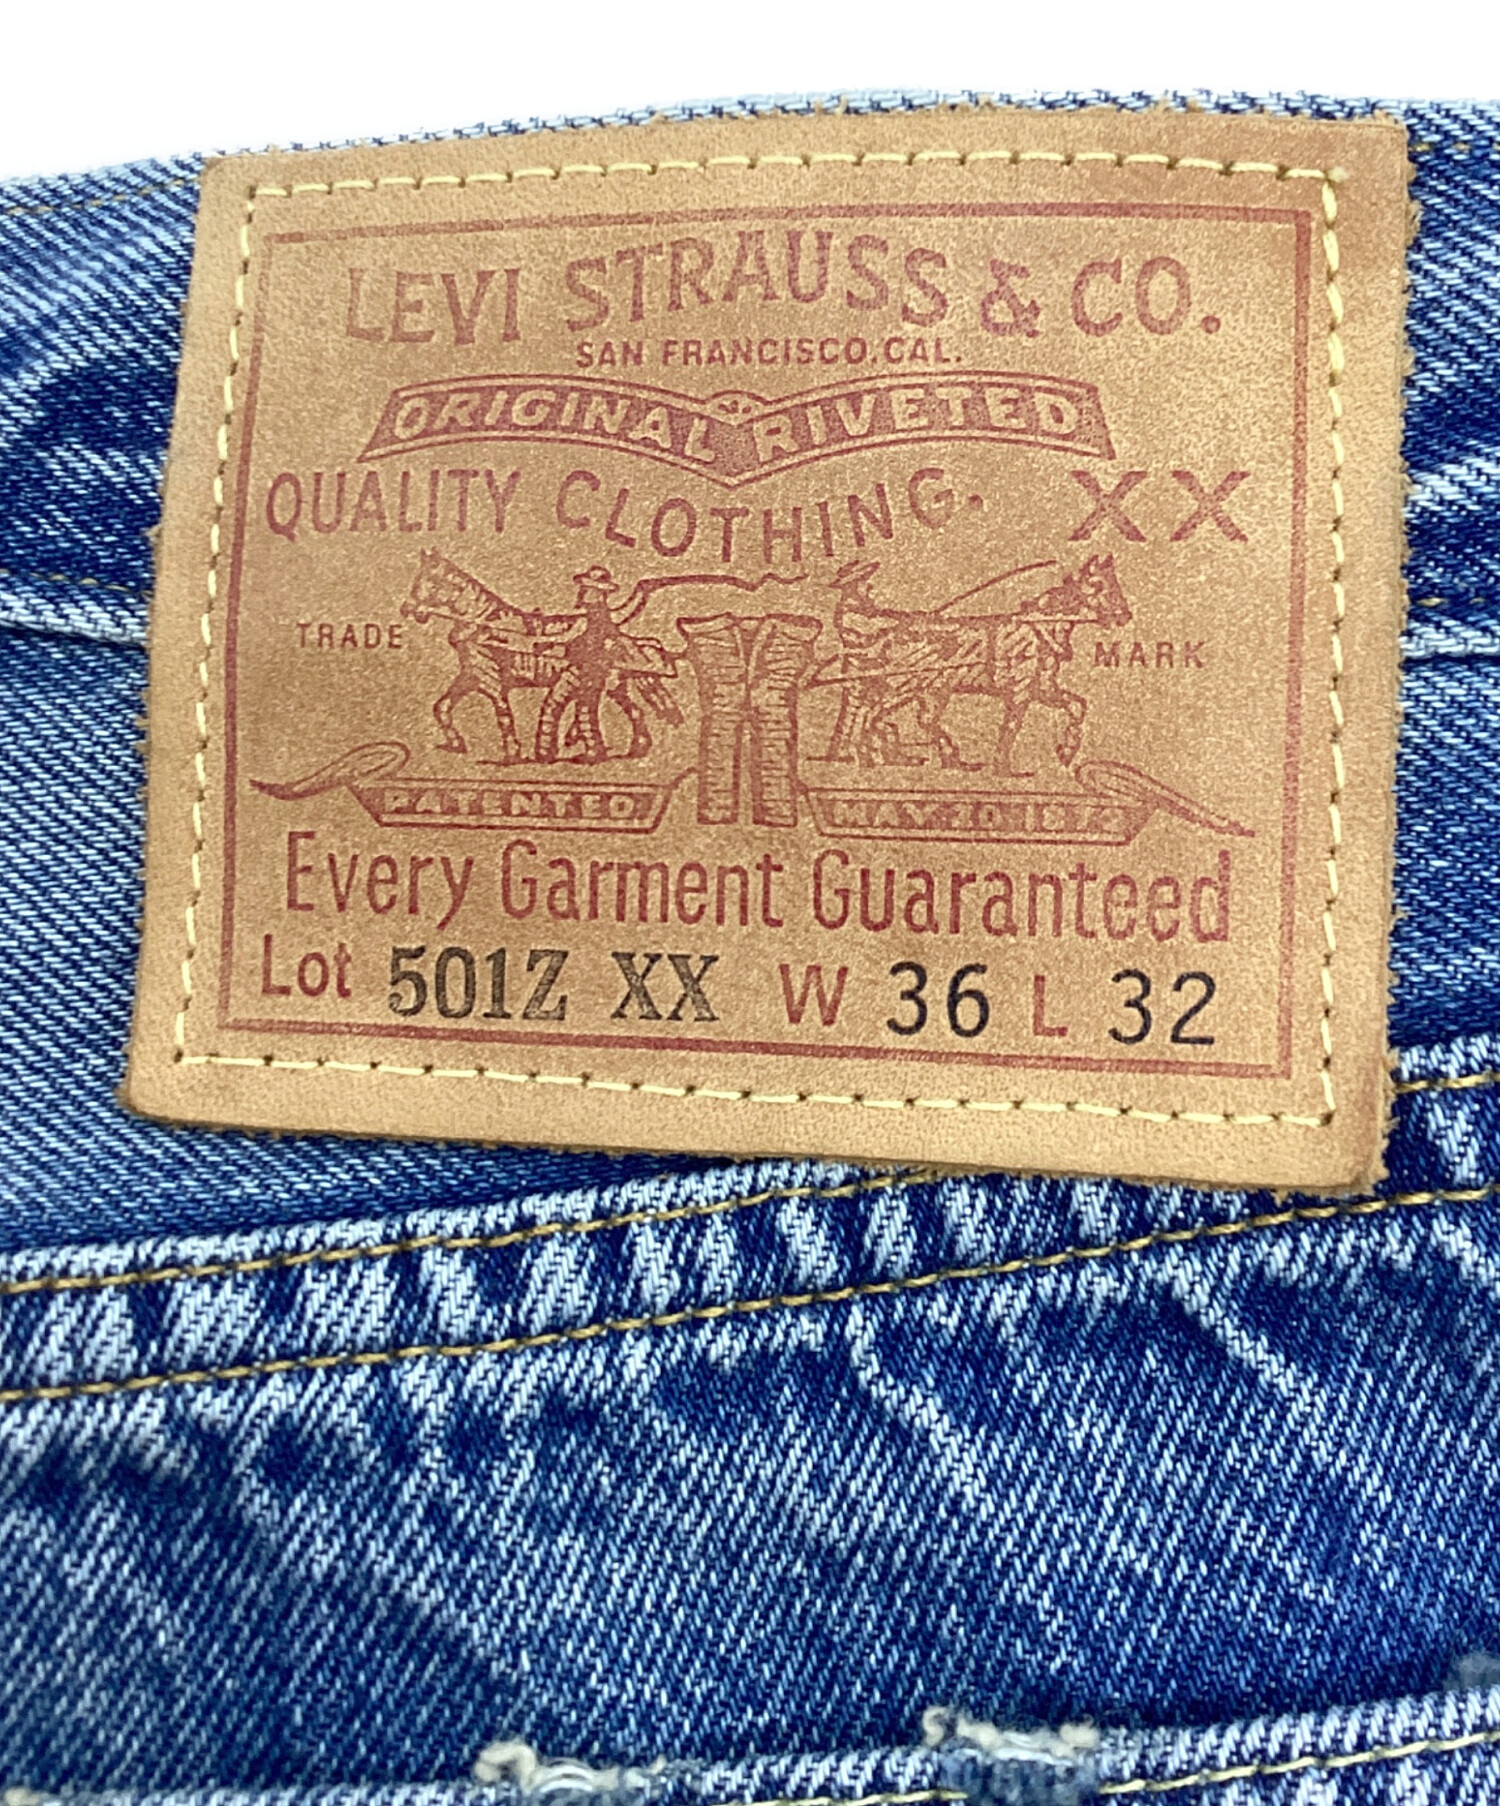 LEVI STRAUSS & CO.
SAN FRANCISCO, CAL.
ORIGINAL RIVETED
QUALITY CLOTHING. XX
TRADE MARK
PATENTED MAY 20 1873
Every Garment Guaranteed
Lot 501Z XX W 36 L 32